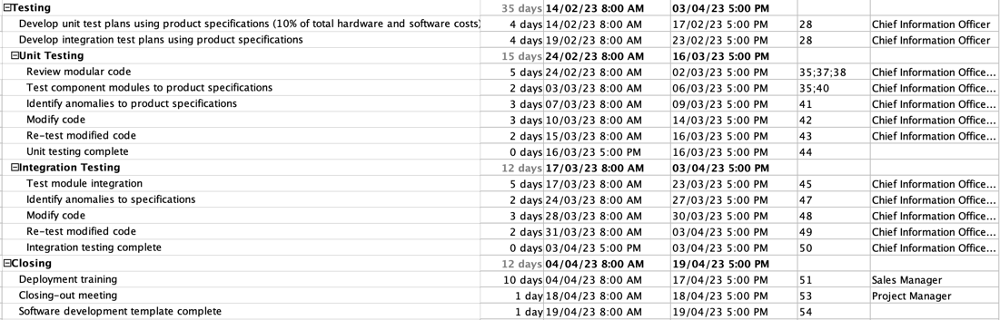 Testing 35 days 14/02/23 8:00 AM 03/04/23 5:00 PM
Develop unit test plans using product specifications (10% of total hardware and software costs) 4 days 14/02/23 8:00 AM 17/02/23 5:00 PM 28 Chief Information Officer
Develop integration test plans using product specifications 4 days 19/02/23 8:00 AM 23/02/23 5:00 PM 28 Chief Information Officer
Unit Testing 15 days 24/02/23 8:00 AM 16/03/23 5:00 PM
Review modular code 5 days 24/02/23 8:00 AM 02/03/23 5:00 PM 35;37;38 Chief Information Office...
Test component modules to product specifications 2 days 03/03/23 8:00 AM 06/03/23 5:00 PM 35;40 Chief Information Office...
Identify anomalies to product specifications 3 days 07/03/23 8:00 AM 09/03/23 5:00 PM 41 Chief Information Office...
Modify code 3 days 10/03/23 8:00 AM 14/03/23 5:00 PM 42 Chief Information Office...
Re-test modified code 2 days 15/03/23 8:00 AM 16/03/23 5:00 PM 43 Chief Information Office...
Unit testing complete 0 days 16/03/23 5:00 PM 16/03/23 5:00 PM 44
Integration Testing 12 days 17/03/23 8:00 AM 03/04/23 5:00 PM
Test module integration 5 days 17/03/23 8:00 AM 23/03/23 5:00 PM 45 Chief Information Office...
Identify anomalies to specifications 2 days 24/03/23 8:00 AM 27/03/23 5:00 PM 47 Chief Information Office...
Modify code 3 days 28/03/23 8:00 AM 30/03/23 5:00 PM 48 Chief Information Office...
Re-test modified code 2 days 31/03/23 8:00 AM 03/04/23 5:00 PM 49 Chief Information Office...
Integration testing complete 0 days 03/04/23 5:00 PM 03/04/23 5:00 PM 50 Chief Information Office...
Closing 12 days 04/04/23 8:00 AM 19/04/23 5:00 PM
Deployment training 10 days 04/04/23 8:00 AM 17/04/23 5:00 PM 51 Sales Manager
Closing-out meeting 1 day 18/04/23 8:00 AM 18/04/23 5:00 PM 53 Project Manager
Software development template complete 1 day 19/04/23 8:00 AM 19/04/23 5:00 PM 54